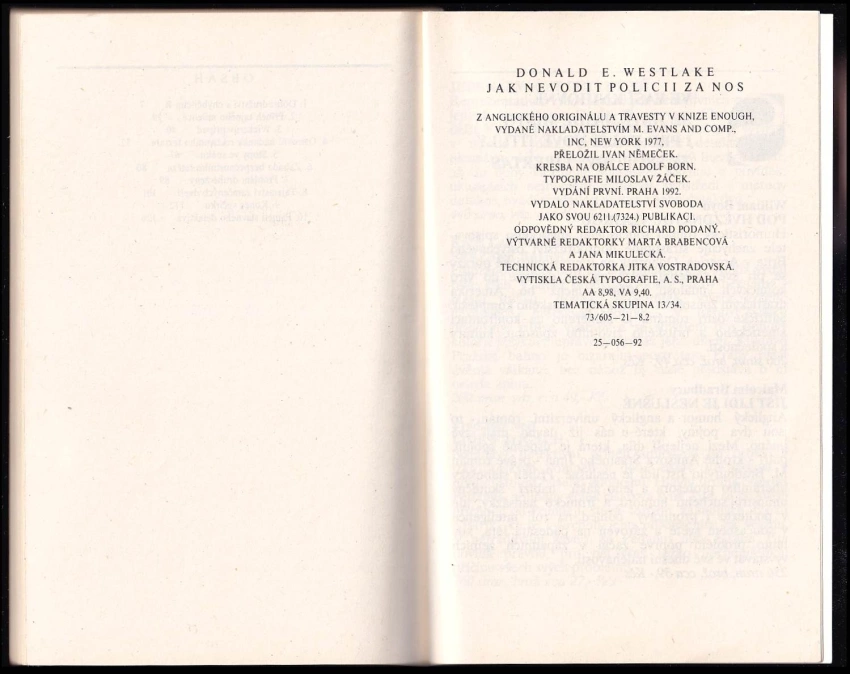 DONALD E. WESTLAKE
JAK NEVODIT POLICII ZA NOS
Z ANGLICKÉHO ORIGINÁLU A TRAVESTY V KNIZE ENOUGH,
VYDANÉ NAKLADATELSTVÍM M. EVANS AND COMP.,
INC, NEW YORK 1977,
PŘELOŽIL IVAN NĚMEČEK.
KRESBA NA OBÁLCE ADOLF BORN.
TYPOGRAFIE MILOSLAV ŽÁČEK.
VYDÁNÍ PRVNÍ. PRAHA 1992.
VYDALO NAKLADATELSTVÍ SVOBODA
JAKO SVOU 6211.(7324.) PUBLIKACI.
ODPOVĚDNÝ REDAKTOR RICHARD PODANÝ.
VÝTVARNÉ REDAKTORKY MARTA BRABENCOVÁ
A JANA MIKULECKÁ.
TECHNICKÁ REDAKTORKA JITKA VOSTRADOVSKÁ.
VYTISKLA ČESKÁ TYPOGRAFIE, A. S., PRAHA
AA 8,98, VA 9,40.
TEMATICKÁ SKUPINA 13/34.
73/605—21—8.2
25—056—92